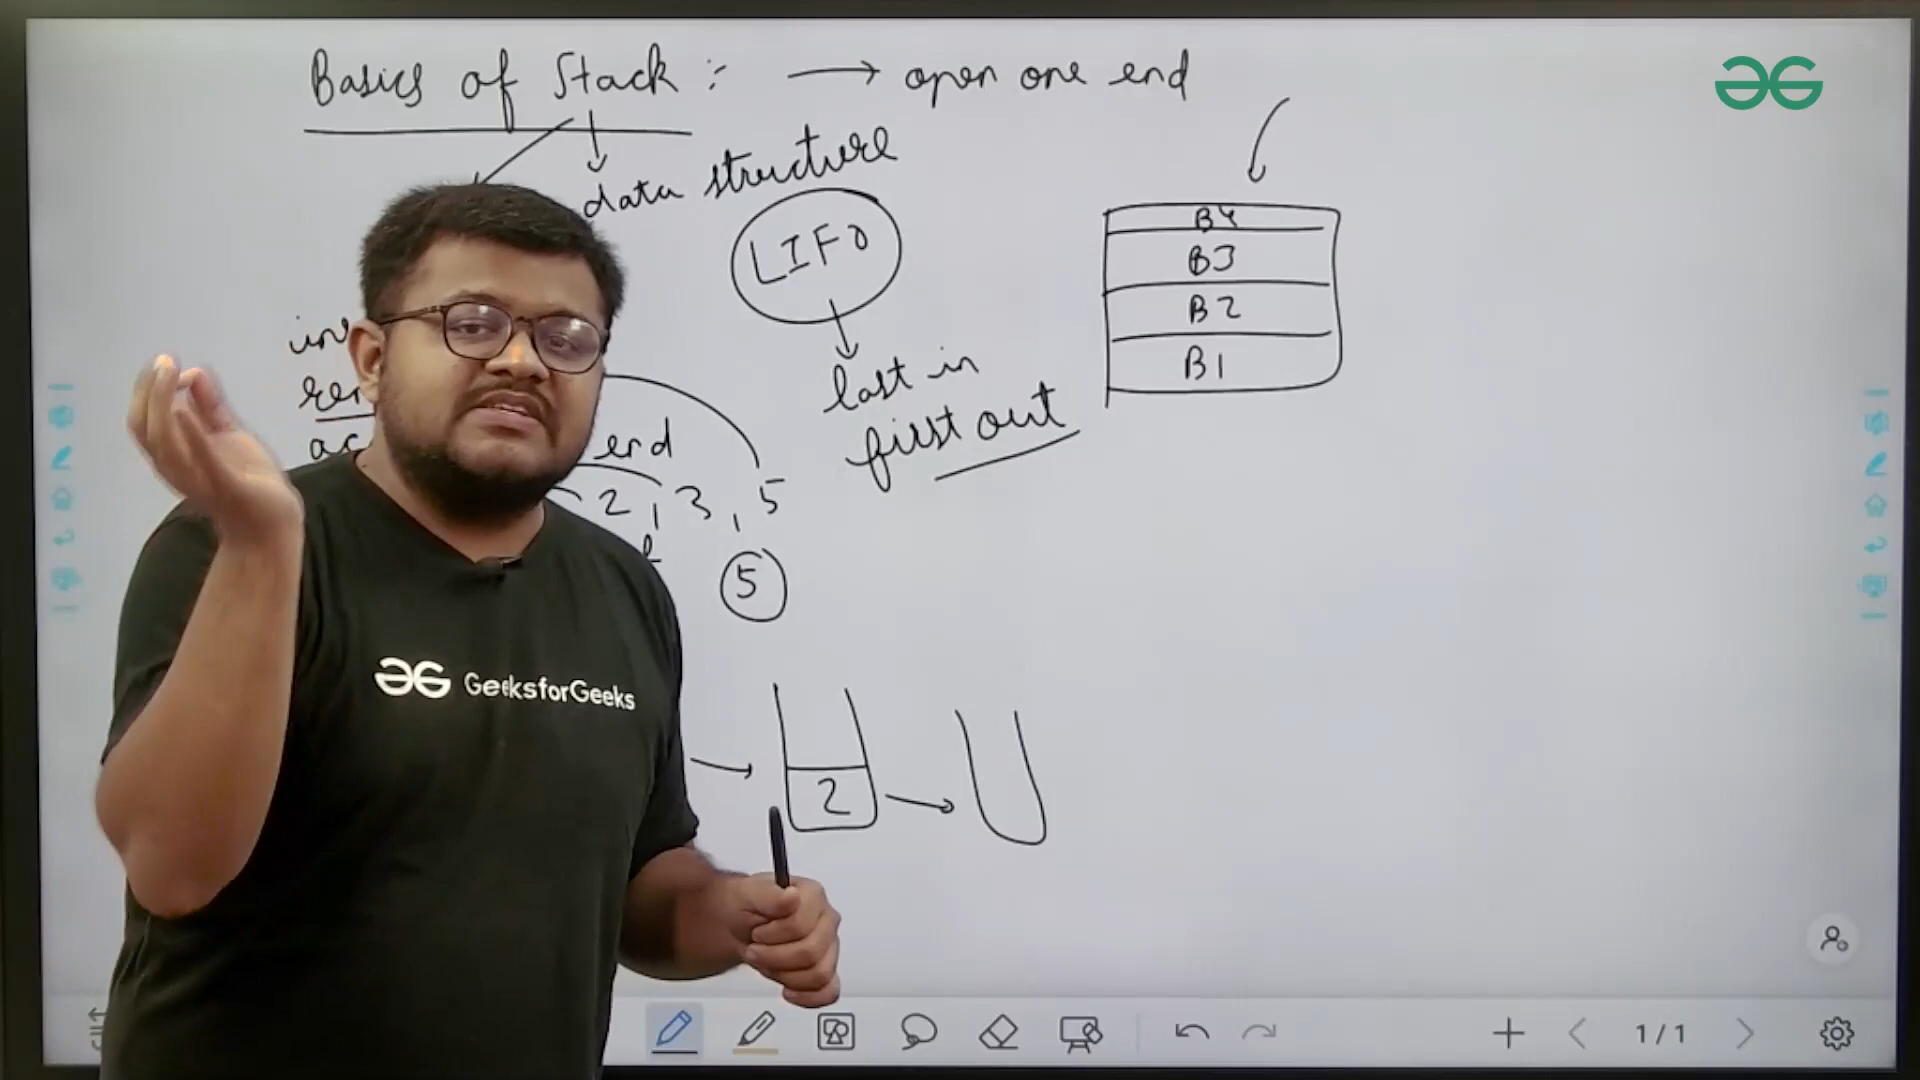 Basics of Stack :- → open one end
data structure
LIFO
last in
first out
B4
B3
B2
B1
end
2, 3, 5
5
GeeksforGeeks
2
1/1